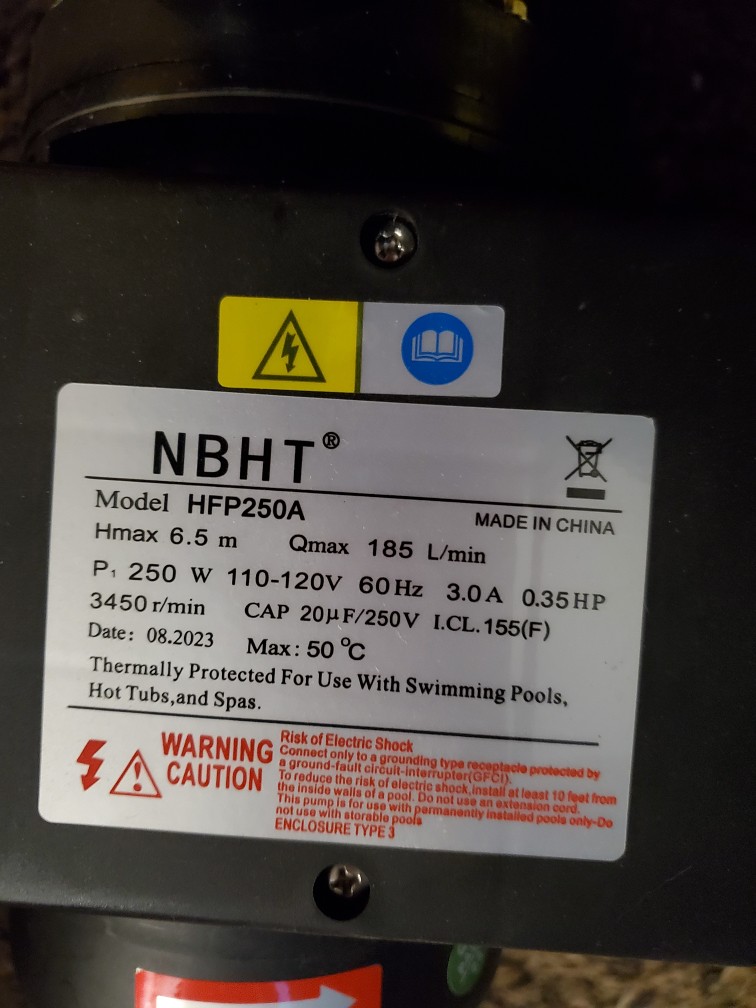 NBHT®
Model HFP250A
MADE IN CHINA
Hmax 6.5 m Qmax 185 L/min
P1 250 W 110-120V 60Hz 3.0A 0.35HP
3450 r/min CAP 20µF/250V I.CL.155(F)
Date: 08.2023 Max: 50 °C
Thermally Protected For Use With Swimming Pools,
Hot Tubs,and Spas.
WARNING
CAUTION
Risk of Electric Shock
Connect only to a grounding type receptacle protected by
a ground-fault circuit-interrupter(GFCI).
To reduce the risk of electric shock,install at least 10 feet from
the inside walls of a pool. Do not use an extension cord.
This pump is for use with permanently installed pools only-Do
not use with storable pools
ENCLOSURE TYPE 3